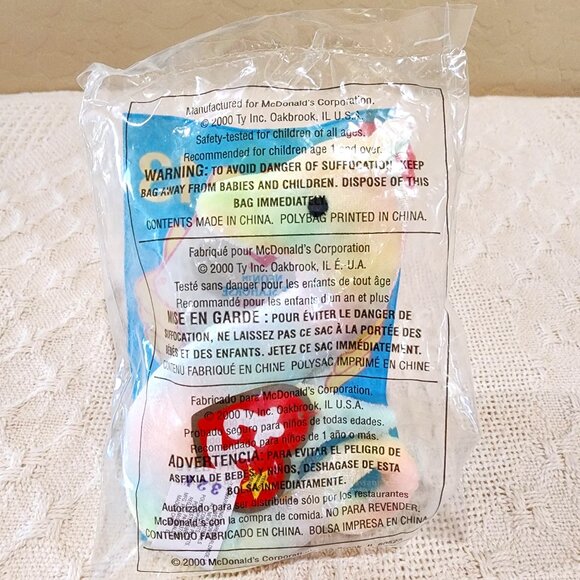 Manufactured for McDonald's Corporation.
© 2000 Ty Inc. Oakbrook, IL U.S.A.
Safety-tested for children of all ages.
Recommended for children age 1 and over.
WARNING: TO AVOID DANGER OF SUFFOCATION, KEEP
BAG AWAY FROM BABIES AND CHILDREN. DISPOSE OF THIS
BAG IMMEDIATELY.
CONTENTS MADE IN CHINA. POLYBAG PRINTED IN CHINA.
Fabriqué pour McDonald's Corporation
© 2000 Ty Inc. Oakbrook, IL É.-U.A.
Testé sans danger pour les enfants de tout âge
Recommandé pour les enfants d'un an et plus
MISE EN GARDE : POUR ÉVITER LE DANGER DE
SUFFOCATION, NE LAISSEZ PAS CE SAC À LA PORTÉE DES
BÉBÉS ET DES ENFANTS. JETEZ CE SAC IMMÉDIATEMENT.
CONTENU FABRIQUÉ EN CHINE POLYSAC IMPRIMÉ EN CHINE
Fabricado para McDonald's Corporation.
© 2000 Ty Inc. Oakbrook, IL U.S.A.
Probado seguro para niños de todas edades.
Recomendado para niños de 1 año o más.
ADVERTENCIA: PARA EVITAR EL PELIGRO DE
ASFIXIA DE BEBÉS Y NIÑOS, DESHAGASE DE ESTA
BOLSA INMEDIATAMENTE.
Autorizado para ser distribuido sólo por los restaurantes
McDonald's con la compra de comida. NO PARA REVENDER.
CONTENIDO FABRICADO EN CHINA. BOLSA IMPRESA EN CHINA.
© 2000 McDonald's Corporation